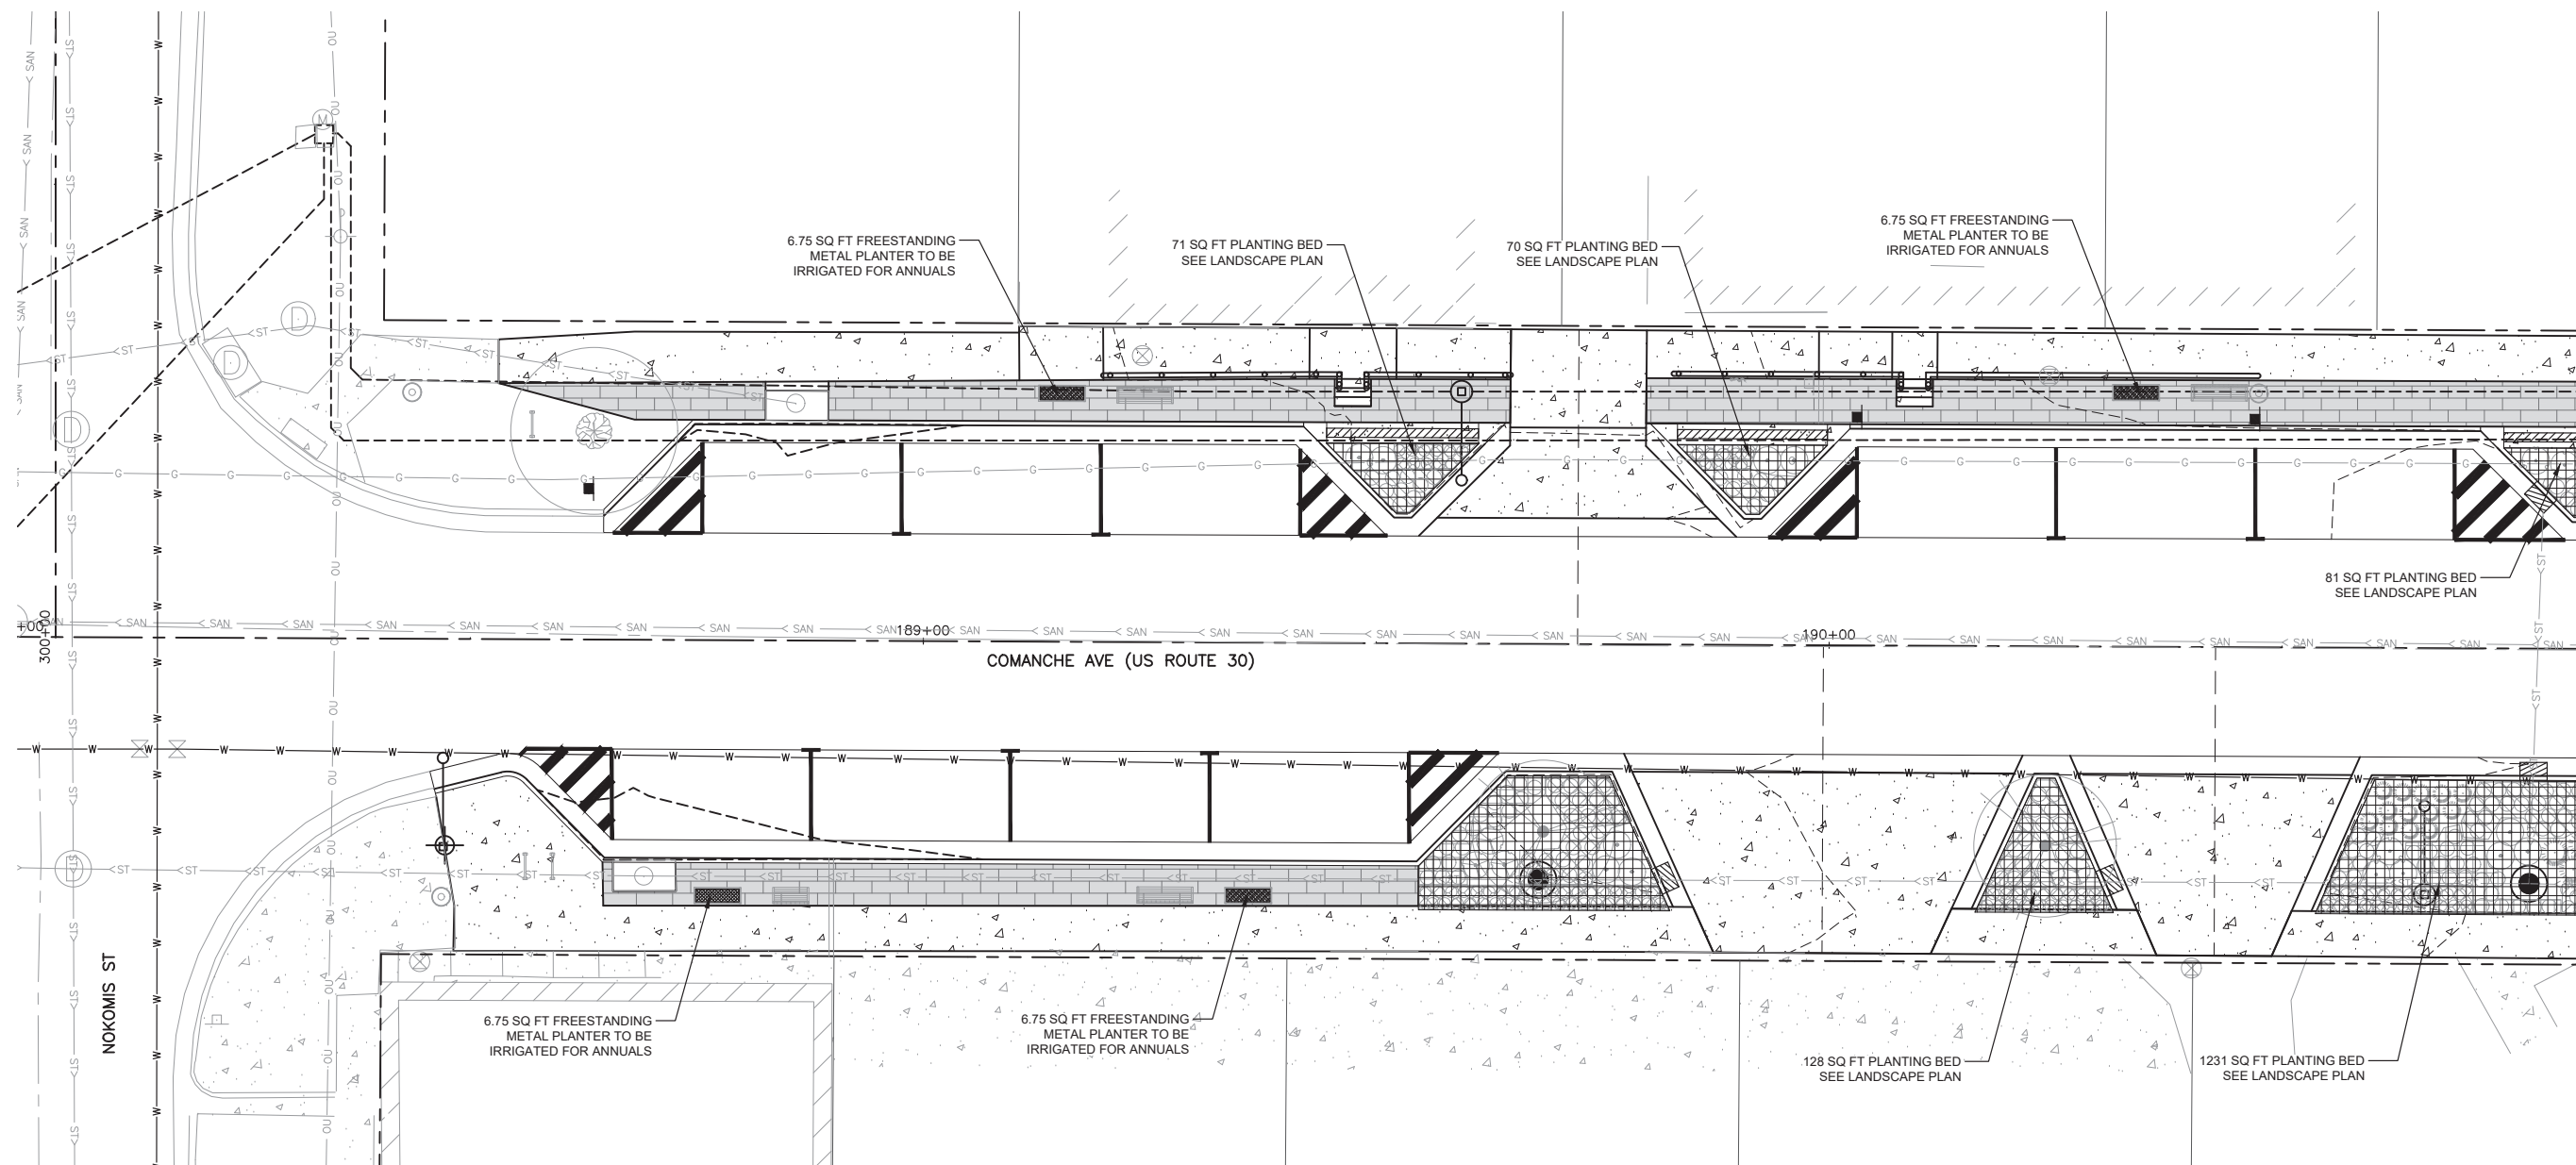 6.75 SQ FT FREESTANDING
METAL PLANTER TO BE
IRRIGATED FOR ANNUALS
71 SQ FT PLANTING BED
SEE LANDSCAPE PLAN
70 SQ FT PLANTING BED
SEE LANDSCAPE PLAN
6.75 SQ FT FREESTANDING
METAL PLANTER TO BE
IRRIGATED FOR ANNUALS
81 SQ FT PLANTING BED
SEE LANDSCAPE PLAN
+00
300+00
189+00
190+00
COMANCHE AVE (US ROUTE 30)
NOKOMIS ST
6.75 SQ FT FREESTANDING
METAL PLANTER TO BE
IRRIGATED FOR ANNUALS
6.75 SQ FT FREESTANDING
METAL PLANTER TO BE
IRRIGATED FOR ANNUALS
128 SQ FT PLANTING BED
SEE LANDSCAPE PLAN
1231 SQ FT PLANTING BED
SEE LANDSCAPE PLAN